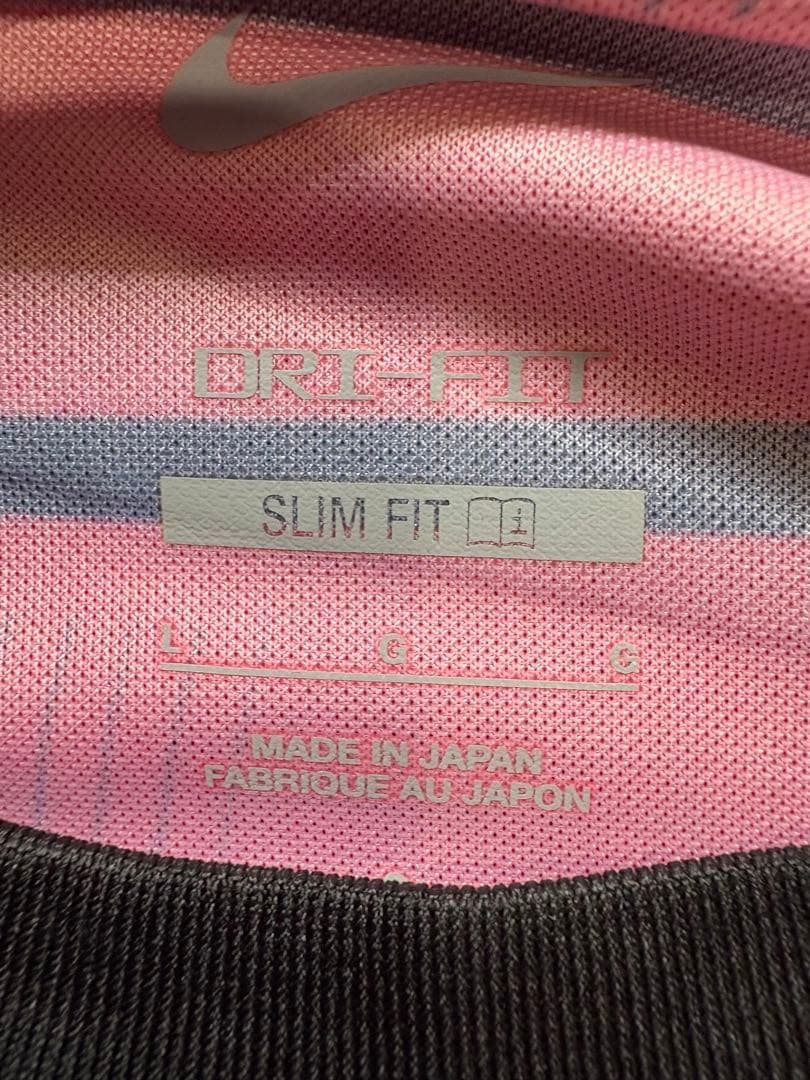 DRI-FIT
SLIM FIT
L G G
MADE IN JAPAN
FABRIQUE AU JAPON